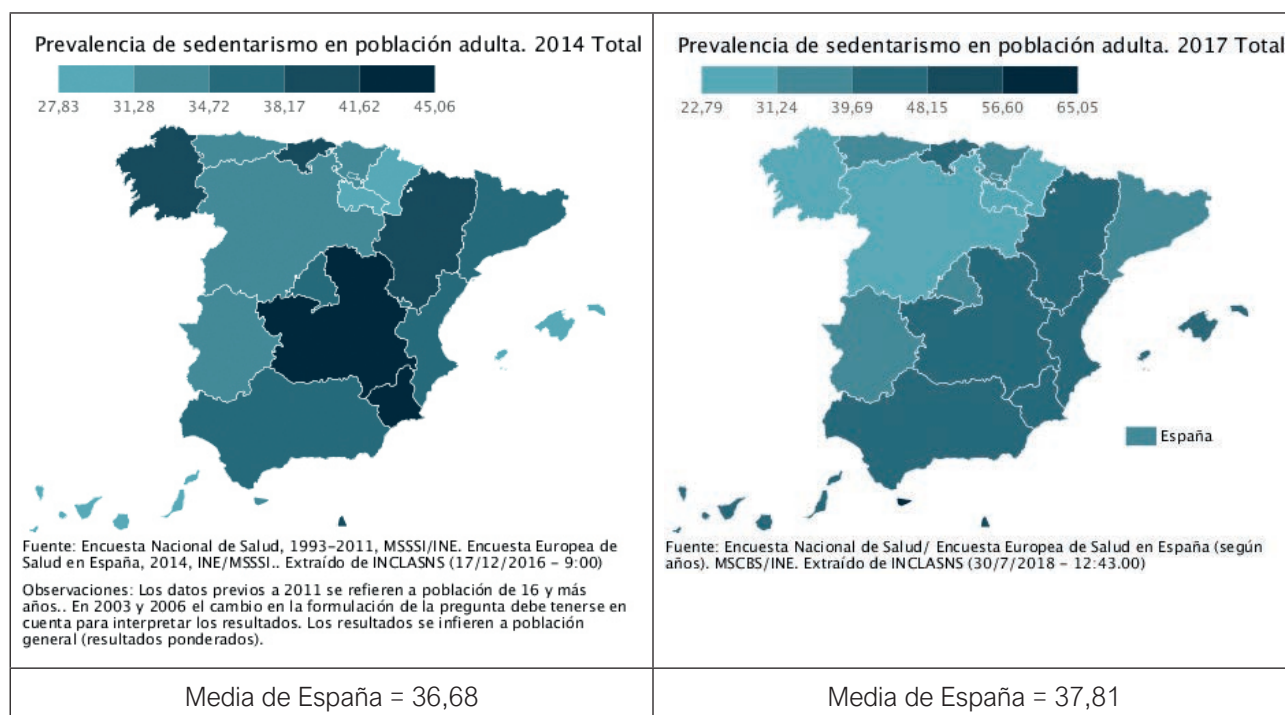 Prevalencia de sedentarismo en población adulta. 2014 Total
27,83 31,28 34,72 38,17 41,62 45,06
Fuente: Encuesta Nacional de Salud, 1993-2011, MSSSI/INE. Encuesta Europea de
Salud en España, 2014, INE/MSSSI.. Extraído de INCLASNS (17/12/2016 - 9:00)
Observaciones: Los datos previos a 2011 se refieren a población de 16 y más
años.. En 2003 y 2006 el cambio en la formulación de la pregunta debe tenerse en
cuenta para interpretar los resultados. Los resultados se infieren a población
general (resultados ponderados).
Media de España = 36,68
Prevalencia de sedentarismo en población adulta. 2017 Total
22,79 31,24 39,69 48,15 56,60 65,05
España
Fuente: Encuesta Nacional de Salud/ Encuesta Europea de Salud en España (según
años). MSCBS/INE. Extraído de INCLASNS (30/7/2018 - 12:43.00)
Media de España = 37,81